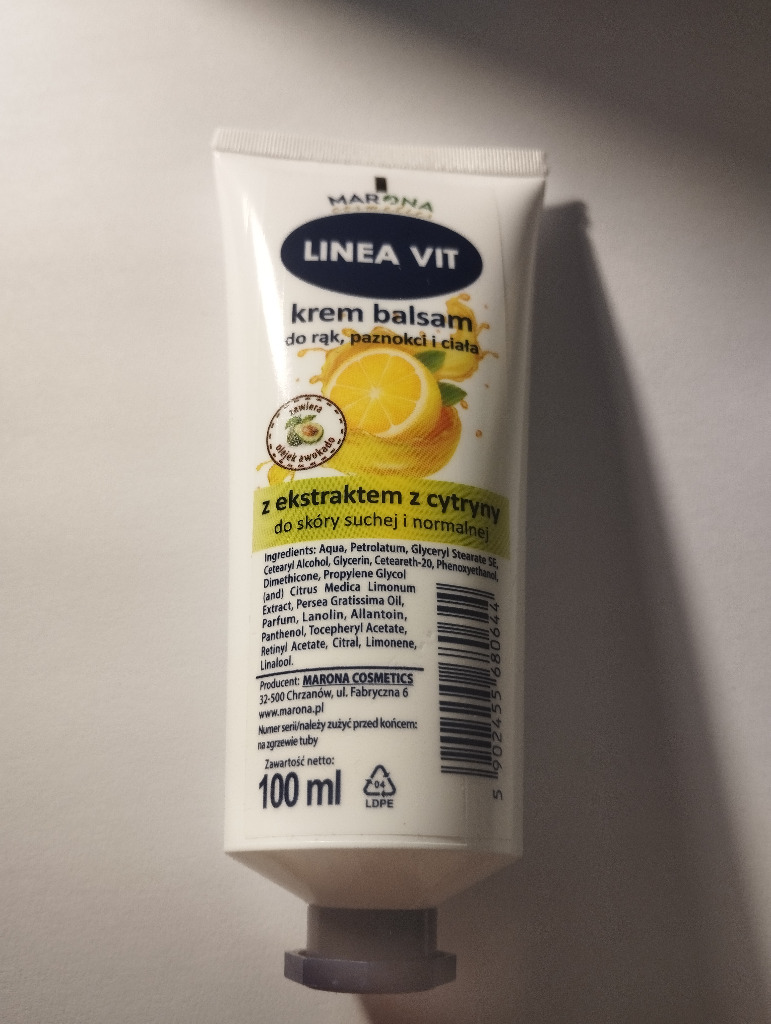 MARONA
cosmetics
LINEA VIT
krem balsam
do rąk, paznokci i ciała
zawiera
olejek awokado
z ekstraktem z cytryny
do skóry suchej i normalnej
Ingredients: Aqua, Petrolatum, Glyceryl Stearate SE,
Cetearyl Alcohol, Glycerin, Ceteareth-20, Phenoxyethanol,
Dimethicone, Propylene Glycol
(and) Citrus Medica Limonum
Extract, Persea Gratissima Oil,
Parfum, Lanolin, Allantoin,
Panthenol, Tocepheryl Acetate,
Retinyl Acetate, Citral, Limonene,
Linalool.
Producent: MARONA COSMETICS
32-500 Chrzanów, ul. Fabryczna 6
www.marona.pl
Numer serii/należy zużyć przed końcem:
na zgrzewie tuby
Zawartość netto:
100 ml
04
LDPE
5 902455 680644